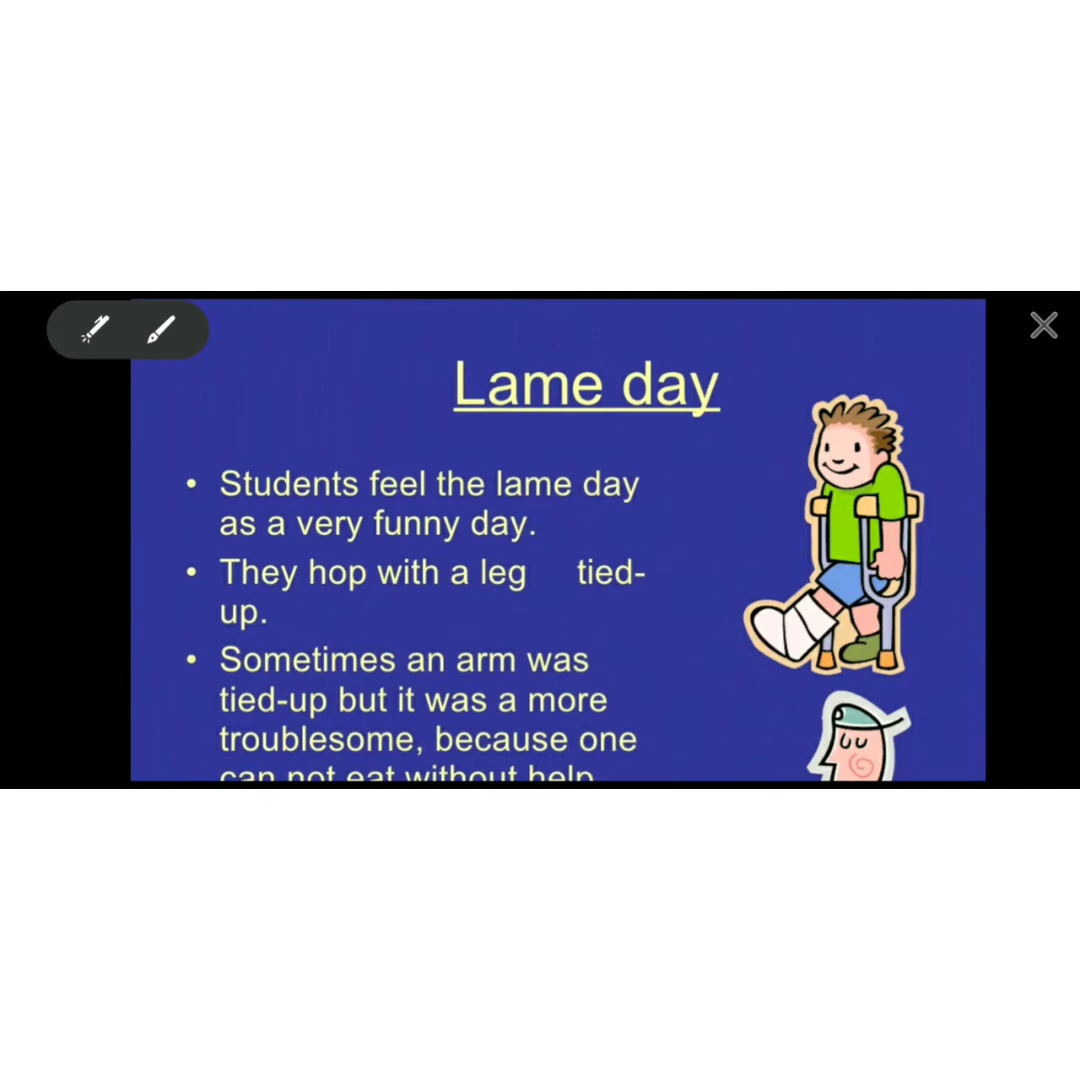 Lame day
• Students feel the lame day
as a very funny day.
• They hop with a leg tied-
up.
• Sometimes an arm was
tied-up but it was a more
troublesome, because one
can not eat without help